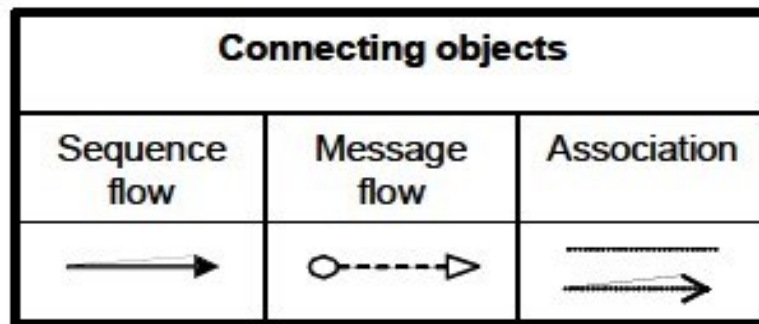 Connecting objects
Sequence flow
Message flow
Association